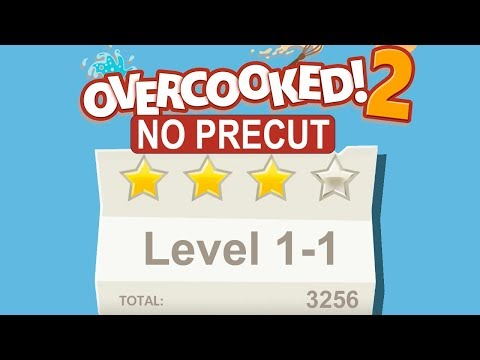 OVERCOOKED! 2
NO PRECUT
Level 1-1
TOTAL: 3256